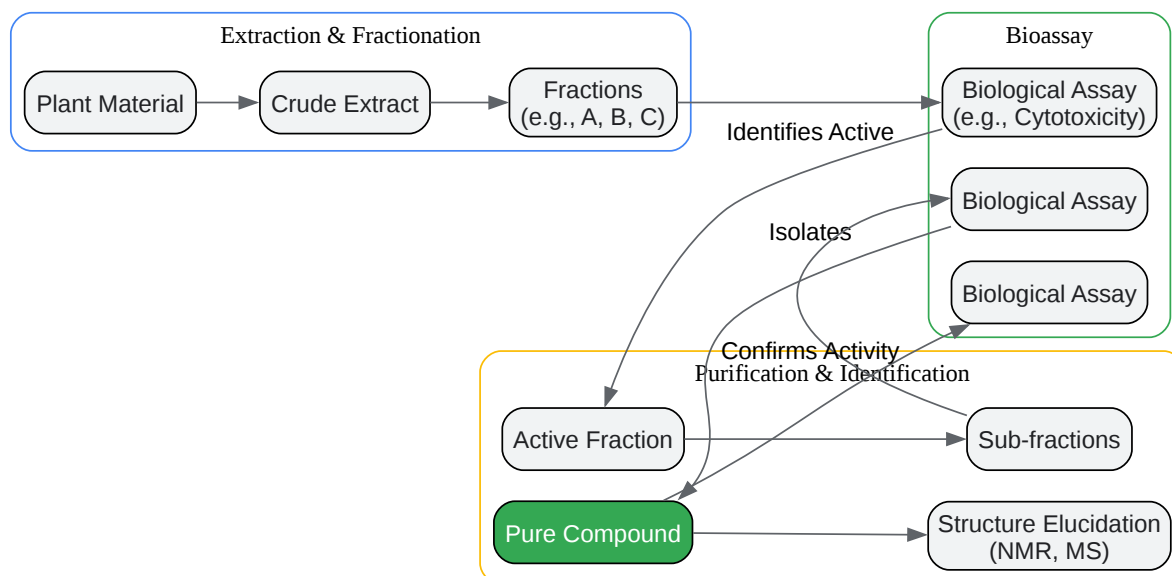 Extraction & Fractionation
Bioassay
Plant Material
Crude Extract
Fractions
(e.g., A, B, C)
Biological Assay
(e.g., Cytotoxicity)
Identifies Active
Biological Assay
Isolates
Biological Assay
Confirms Activity
Purification & Identification
Active Fraction
Sub-fractions
Pure Compound
Structure Elucidation
(NMR, MS)